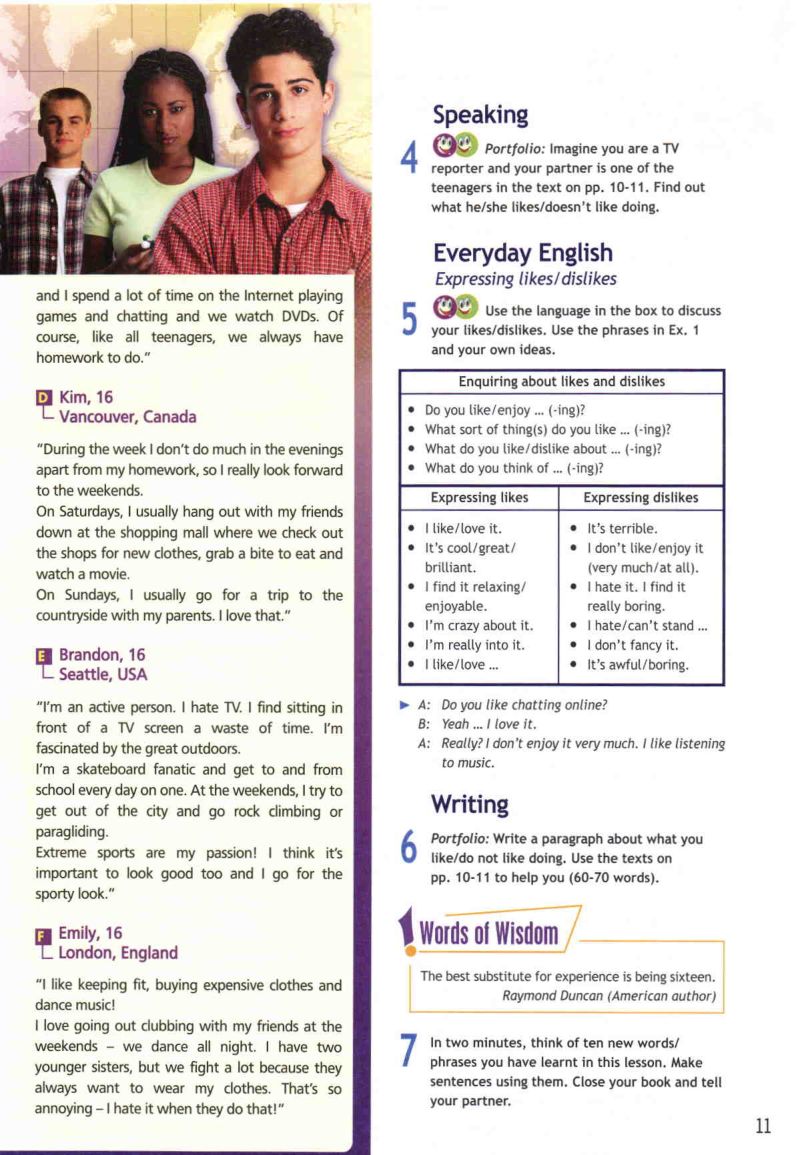 and I spend a lot of time on the Internet playing
games and chatting and we watch DVDs. Of
course, like all teenagers, we always have
homework to do."
D Kim, 16
Vancouver, Canada
"During the week I don't do much in the evenings
apart from my homework, so I really look forward
to the weekends.
On Saturdays, I usually hang out with my friends
down at the shopping mall where we check out
the shops for new clothes, grab a bite to eat and
watch a movie.
On Sundays, I usually go for a trip to the
countryside with my parents. I love that."
E Brandon, 16
Seattle, USA
"I'm an active person. I hate TV. I find sitting in
front of a TV screen a waste of time. I'm
fascinated by the great outdoors.
I'm a skateboard fanatic and get to and from
school every day on one. At the weekends, I try to
get out of the city and go rock climbing or
paragliding.
Extreme sports are my passion! I think it's
important to look good too and I go for the
sporty look."
F Emily, 16
London, England
"I like keeping fit, buying expensive clothes and
dance music!
I love going out clubbing with my friends at the
weekends – we dance all night. I have two
younger sisters, but we fight a lot because they
always want to wear my clothes. That's so
annoying – I hate it when they do that!"
Speaking
4 Portfolio: Imagine you are a TV
reporter and your partner is one of the
teenagers in the text on pp. 10-11. Find out
what he/she likes/doesn't like doing.
Everyday English
Expressing likes/dislikes
5 Use the language in the box to discuss
your likes/dislikes. Use the phrases in Ex. 1
and your own ideas.
Enquiring about likes and dislikes
• Do you like/enjoy ... (-ing)?
• What sort of thing(s) do you like ... (-ing)?
• What do you like/dislike about ... (-ing)?
• What do you think of ... (-ing)?
Expressing likes
• I like/love it.
• It's cool/great/
brilliant.
• I find it relaxing/
enjoyable.
• I'm crazy about it.
• I'm really into it.
• I like/love ...
Expressing dislikes
• It's terrible.
• I don't like/enjoy it
(very much/at all).
• I hate it. I find it
really boring.
• I hate/can't stand ...
• I don't fancy it.
• It's awful/boring.
A: Do you like chatting online?
B: Yeah ... I love it.
A: Really? I don't enjoy it very much. I like listening
to music.
Writing
6 Portfolio: Write a paragraph about what you
like/do not like doing. Use the texts on
pp. 10-11 to help you (60-70 words).
! Words of Wisdom
The best substitute for experience is being sixteen.
Raymond Duncan (American author)
7 In two minutes, think of ten new words/
phrases you have learnt in this lesson. Make
sentences using them. Close your book and tell
your partner.
11